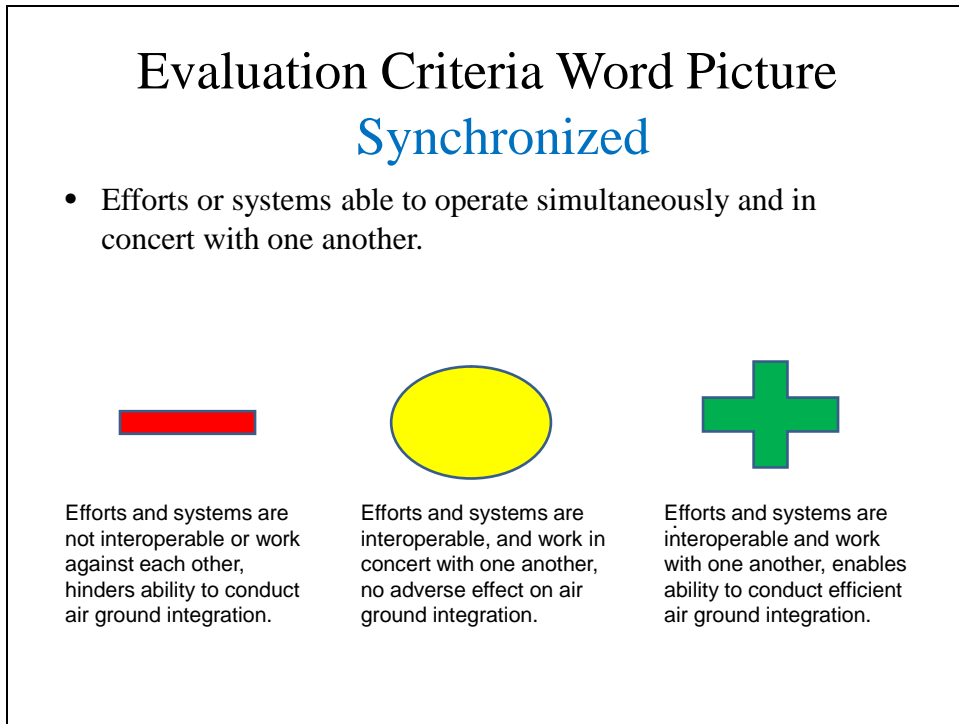 Evaluation Criteria Word Picture
Synchronized
• Efforts or systems able to operate simultaneously and in
concert with one another.
Efforts and systems are
not interoperable or work
against each other,
hinders ability to conduct
air ground integration.
Efforts and systems are
interoperable, and work in
concert with one another,
no adverse effect on air
ground integration.
Efforts and systems are
interoperable and work
with one another, enables
ability to conduct efficient
air ground integration.